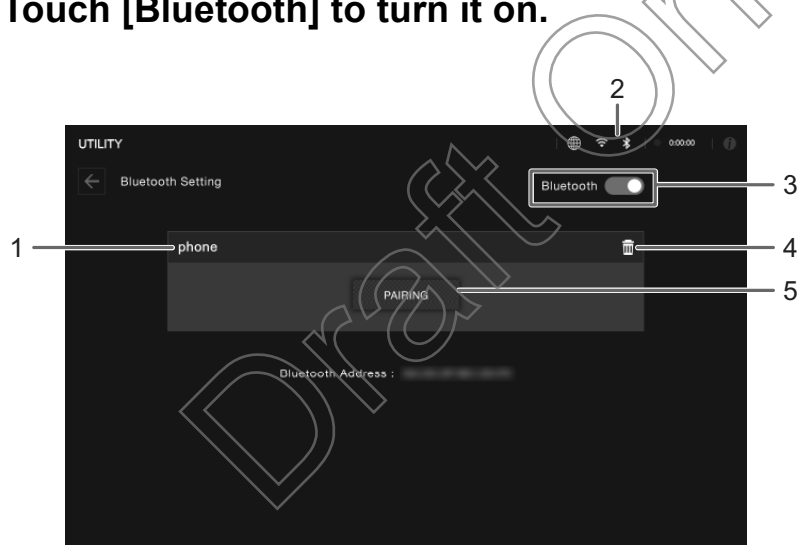 Touch [Bluetooth] to turn it on.
2
UTILITY
0:00:00
Bluetooth Setting
Bluetooth
3
1
phone
4
PAIRING
5
Bluetooth Address :
Draft